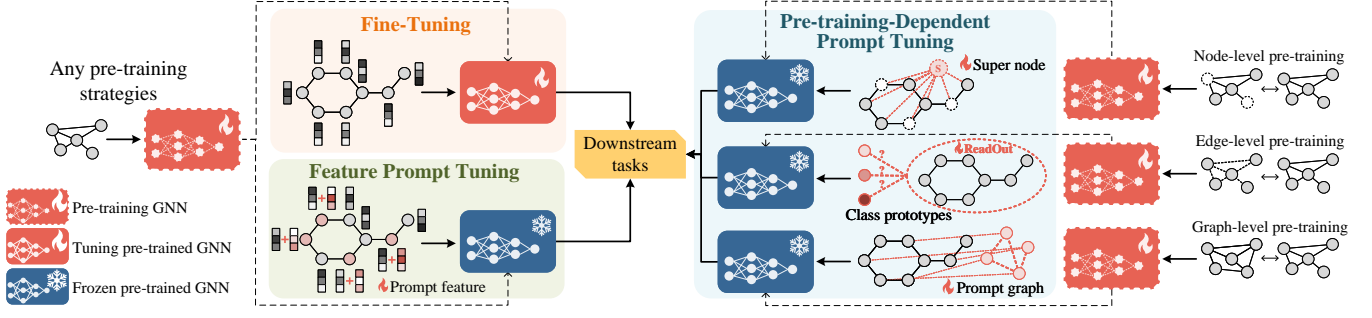 Any pre-training
strategies
Pre-training GNN
Tuning pre-trained GNN
Frozen pre-trained GNN
Fine-Tuning
Feature Prompt Tuning
Prompt feature
Downstream
tasks
Pre-training-Dependent
Prompt Tuning
S
Super node
?
ReadOut
Class prototypes
Prompt graph
Node-level pre-training
Edge-level pre-training
Graph-level pre-training